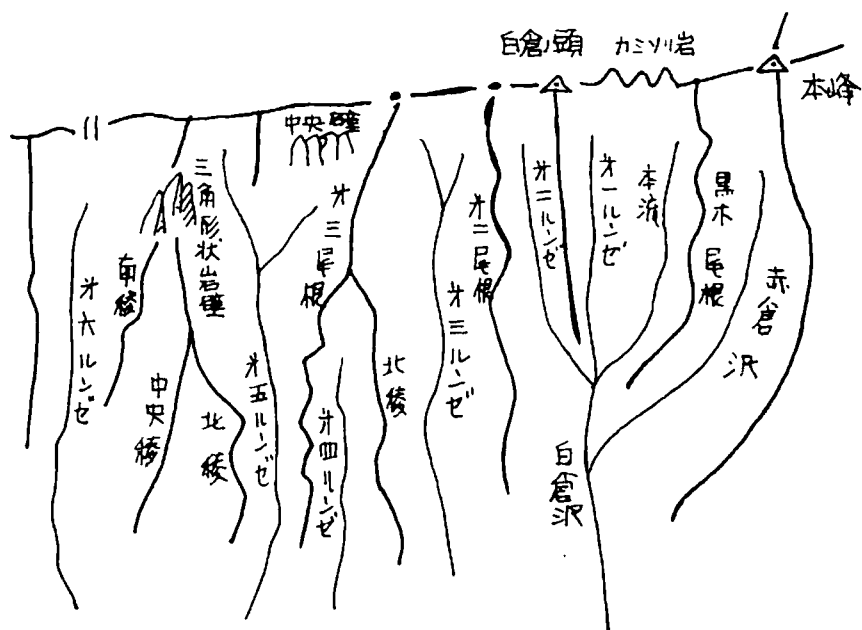 白倉ノ頭
カミソリ岩
本峰
中央岩壁
三角形状岩壁
才三尾根
才二尾根
才二ルンゼ
才一ルンゼ
本流
黒木尾根
赤倉沢
南稜
才六ルンゼ
中央稜
北稜
才五ルンゼ
才四ルンゼ
北稜
才三ルンゼ
白倉沢